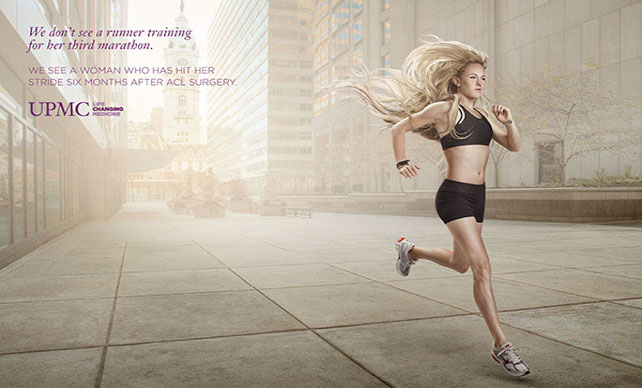 We don't see a runner training
for her third marathon.
WE SEE A WOMAN WHO HAS HIT HER
STRIDE SIX MONTHS AFTER ACL SURGERY.
UPMC LIFE
CHANGING
MEDICINE